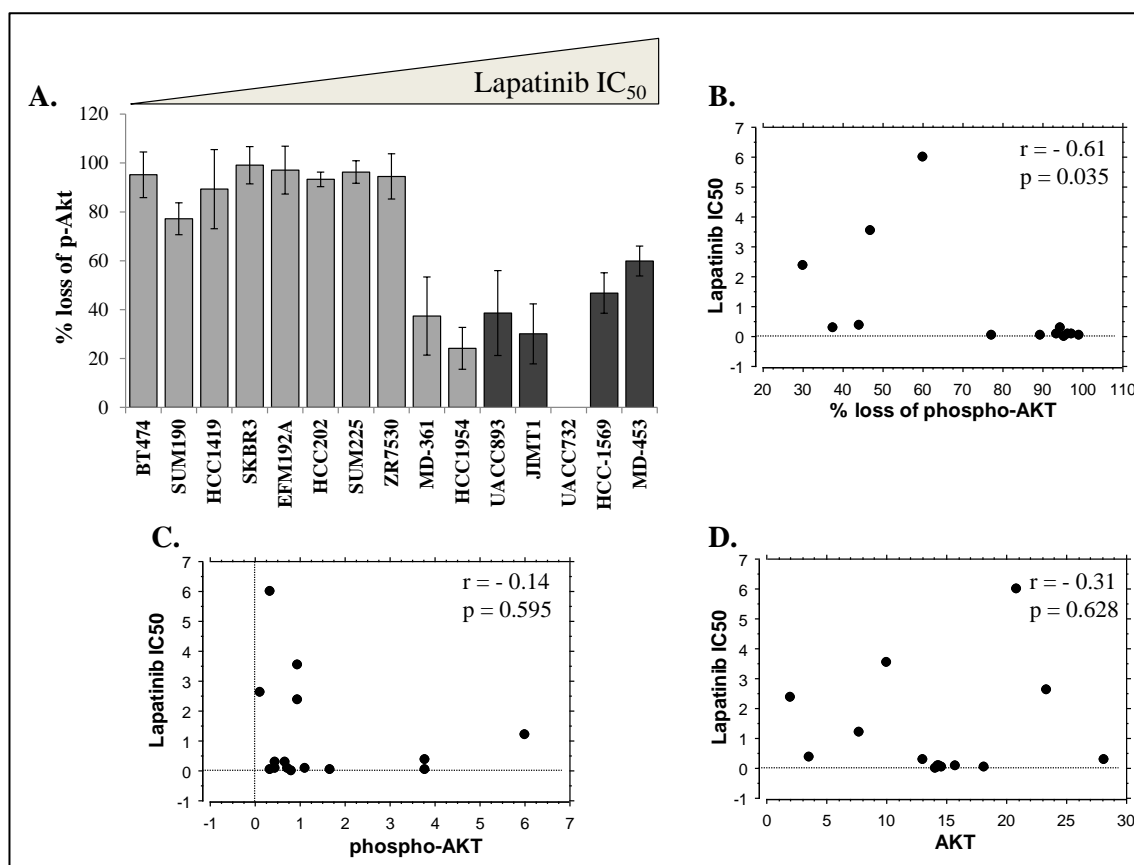 Lapatinib IC50
A.
% loss of p-Akt
120
100
80
60
40
20
0
BT474
SUM190
HCC1419
SKBR3
EFM192A
HCC202
SUM225
ZR7530
MD-361
HCC1954
UACC893
JIMT1
UACC732
HCC-1569
MD-453
B.
Lapatinib IC50
7
6
5
4
3
2
1
0
-1
r = - 0.61
p = 0.035
20 30 40 50 60 70 80 90 100 110
% loss of phospho-AKT
C.
Lapatinib IC50
7
6
5
4
3
2
1
0
-1
r = - 0.14
p = 0.595
-1 0 1 2 3 4 5 6 7
phospho-AKT
D.
Lapatinib IC50
7
6
5
4
3
2
1
0
-1
r = - 0.31
p = 0.628
0 5 10 15 20 25 30
AKT